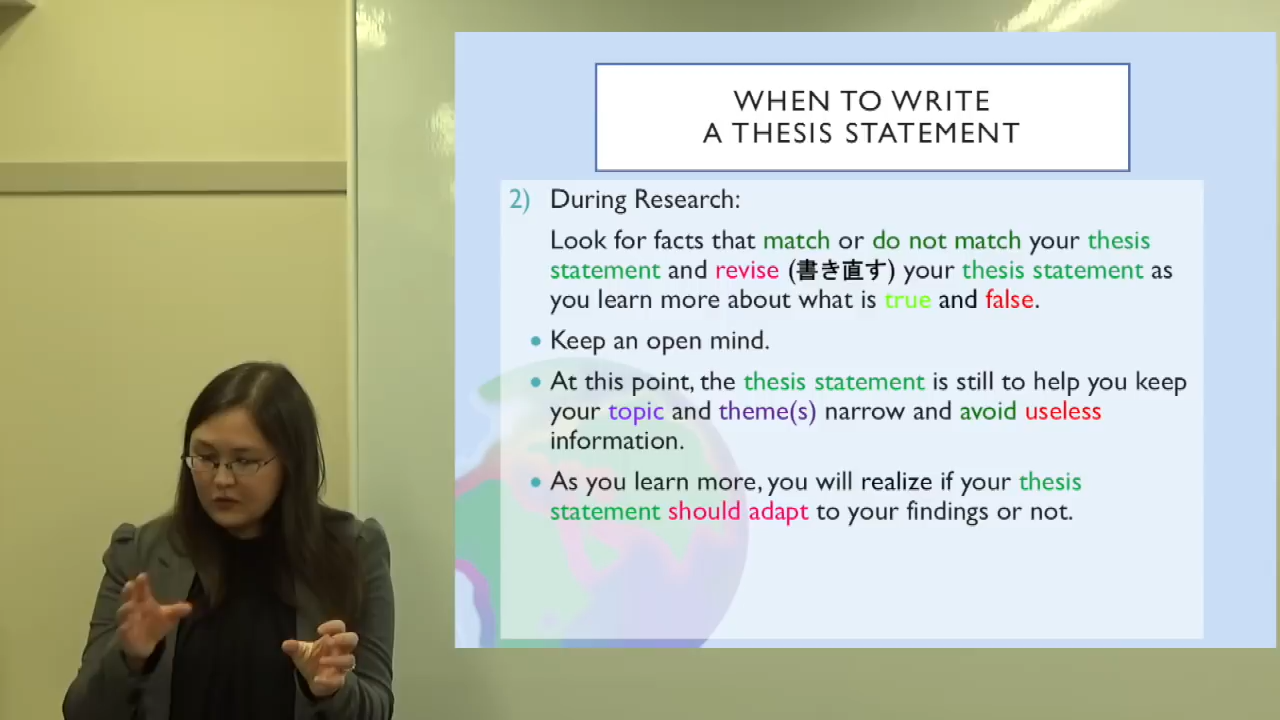 WHEN TO WRITE
A THESIS STATEMENT
2) During Research:
Look for facts that match or do not match your thesis
statement and revise (書き直す) your thesis statement as
you learn more about what is true and false.
• Keep an open mind.
• At this point, the thesis statement is still to help you keep
your topic and theme(s) narrow and avoid useless
information.
• As you learn more, you will realize if your thesis
statement should adapt to your findings or not.